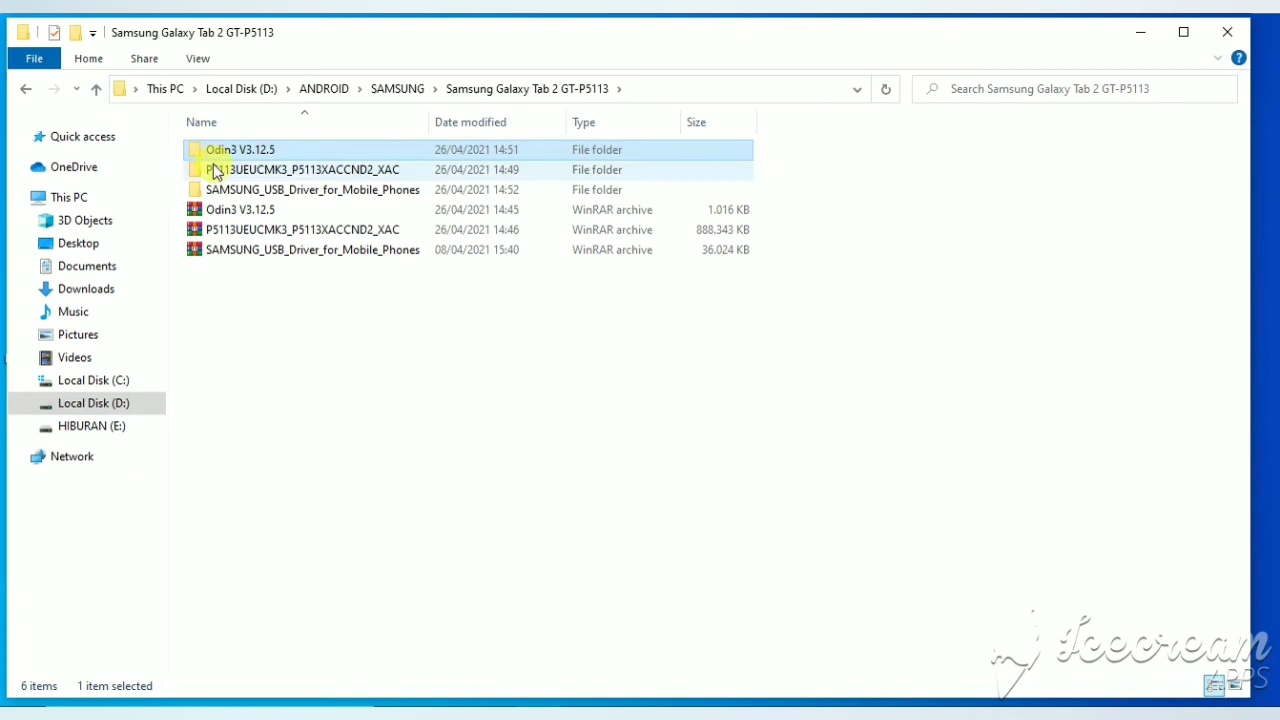 Samsung Galaxy Tab 2 GT-P5113
File Home Share View
This PC Local Disk (D:) ANDROID SAMSUNG Samsung Galaxy Tab 2 GT-P5113 Search Samsung Galaxy Tab 2 GT-P5113
Name Date modified Type Size
Quick access
OneDrive
This PC
3D Objects
Desktop
Documents
Downloads
Music
Pictures
Videos
Local Disk (C:)
Local Disk (D:)
HIBURAN (E:)
Network
Odin3 V3.12.5 26/04/2021 14:51 File folder
P5113UEUCMK3_P5113XACCND2_XAC 26/04/2021 14:49 File folder
SAMSUNG_USB_Driver_for_Mobile_Phones 26/04/2021 14:52 File folder
Odin3 V3.12.5 26/04/2021 14:45 WinRAR archive 1.016 KB
P5113UEUCMK3_P5113XACCND2_XAC 26/04/2021 14:46 WinRAR archive 888.343 KB
SAMSUNG_USB_Driver_for_Mobile_Phones 08/04/2021 15:40 WinRAR archive 36.024 KB
6 items 1 item selected
Icecream
APPS